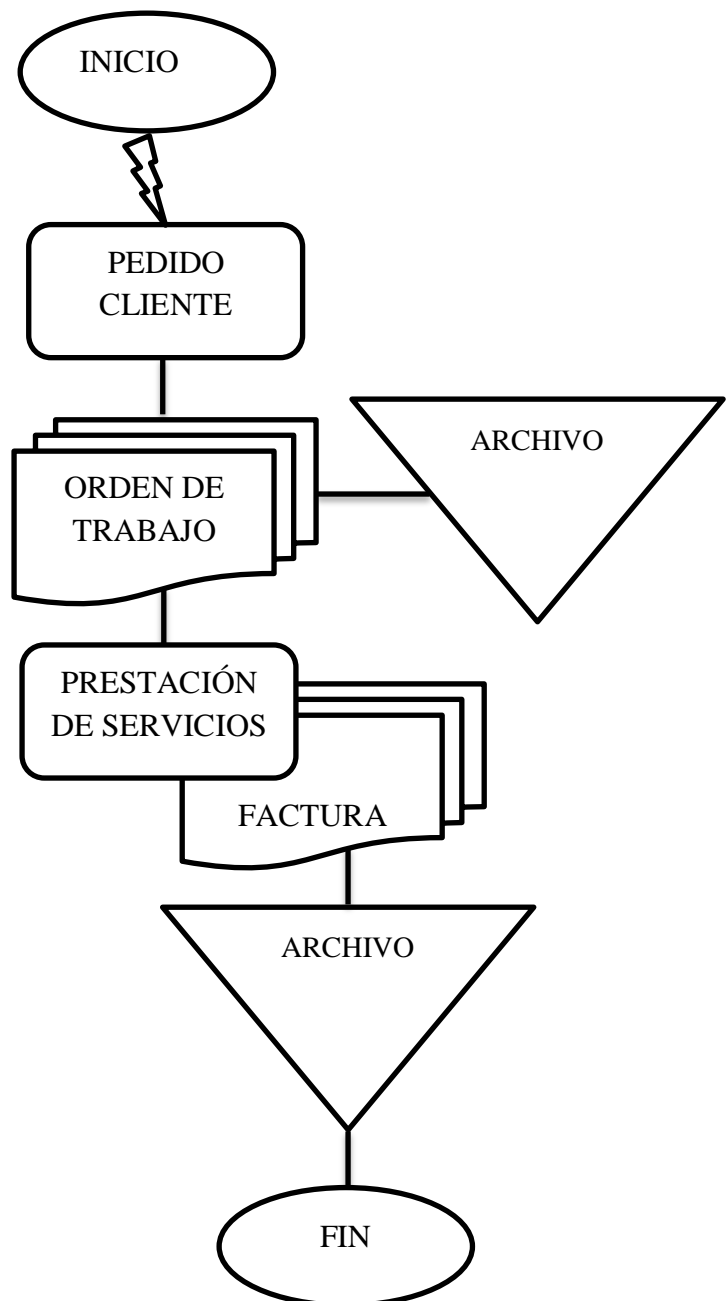 INICIO
PEDIDO
CLIENTE
ORDEN DE
TRABAJO
ARCHIVO
PRESTACIÓN
DE SERVICIOS
FACTURA
ARCHIVO
FIN